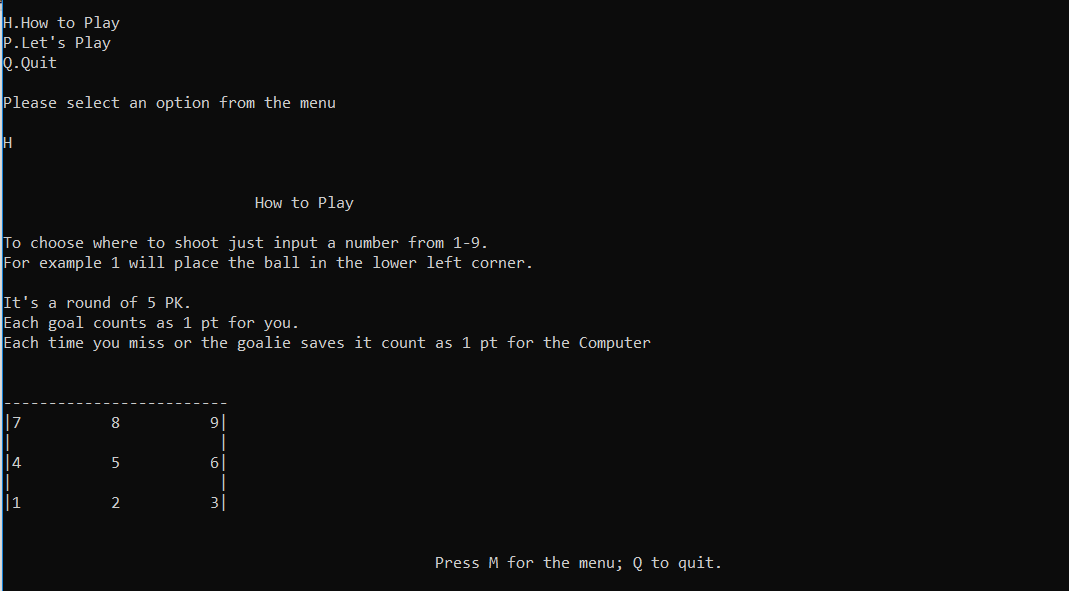 H.How to Play
P.Let's Play
Q.Quit
Please select an option from the menu
H
How to Play
To choose where to shoot just input a number from 1-9.
For example 1 will place the ball in the lower left corner.
It's a round of 5 PK.
Each goal counts as 1 pt for you.
Each time you miss or the goalie saves it count as 1 pt for the Computer
-------------------------
|7          8          9|
|                       |
|4          5          6|
|                       |
|1          2          3|
Press M for the menu; Q to quit.